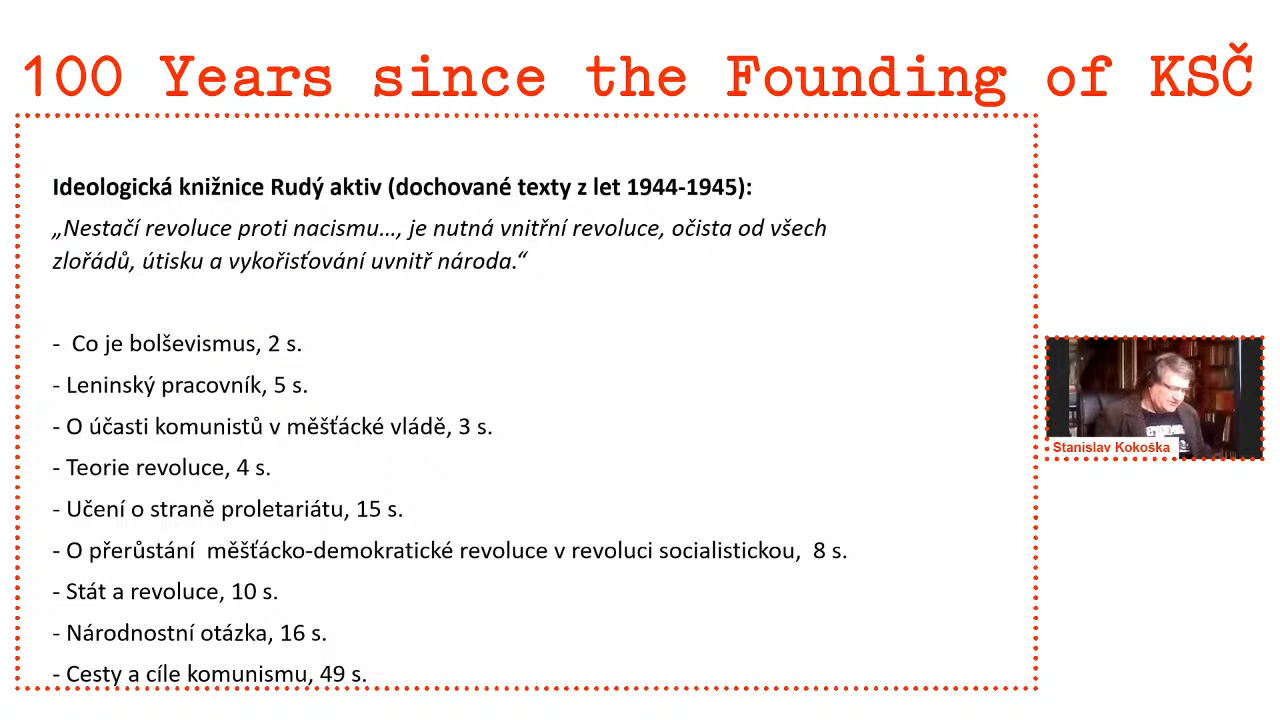 100 Years since the Founding of KSČ
Ideologická knižnice Rudý aktiv (dochované texty z let 1944-1945):
„Nestačí revoluce proti nacismu…, je nutná vnitřní revoluce, očista od všech
zlořádů, útisku a vykořisťování uvnitř národa.“
- Co je bolševismus, 2 s.
- Leninský pracovník, 5 s.
- O účasti komunistů v měšťácké vládě, 3 s.
- Teorie revoluce, 4 s.
- Učení o straně proletariátu, 15 s.
- O přerůstání měšťácko-demokratické revoluce v revoluci socialistickou, 8 s.
- Stát a revoluce, 10 s.
- Národnostní otázka, 16 s.
- Cesty a cíle komunismu, 49 s.
Stanislav Kokoška